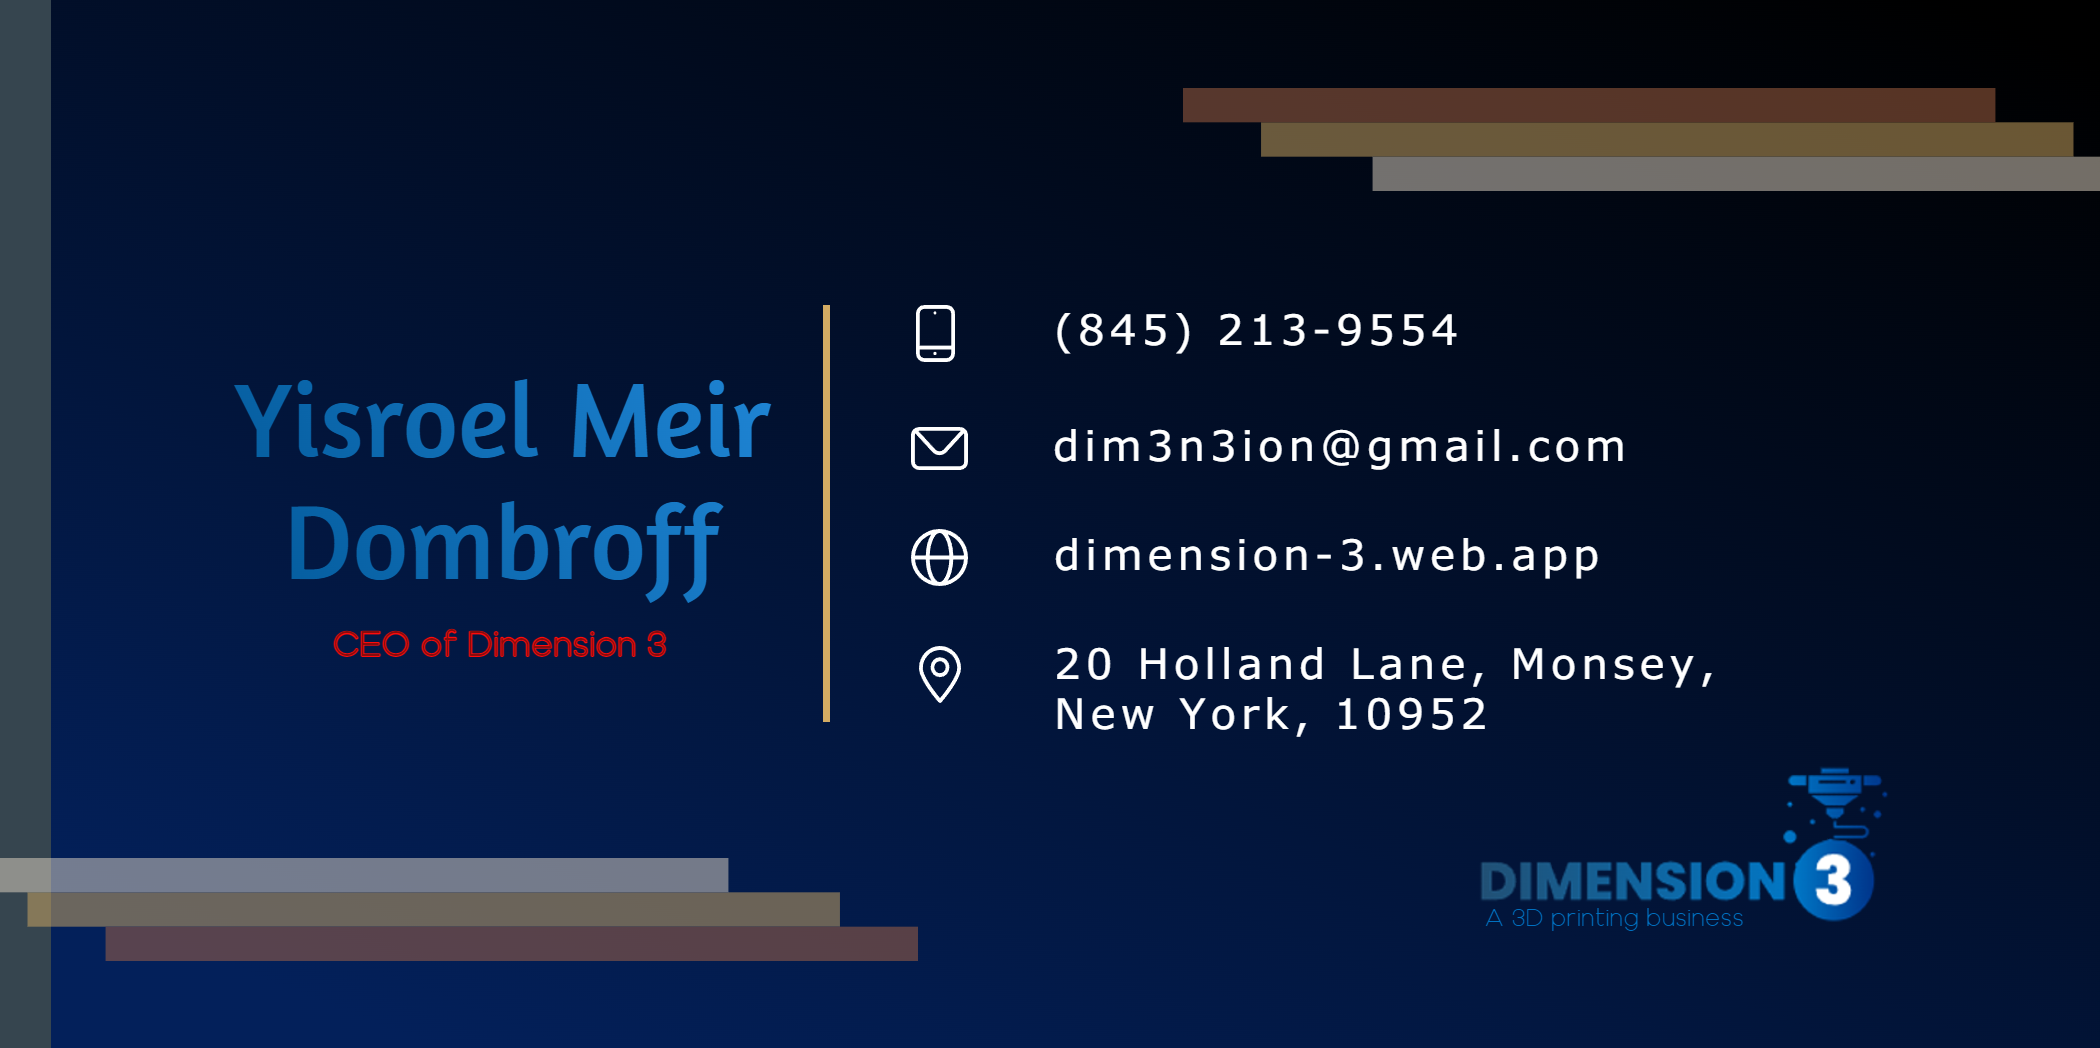 Yisroel Meir
Dombroff
CEO of Dimension 3
(845) 213-9554
dim3n3ion@gmail.com
dimension-3.web.app
20 Holland Lane, Monsey,
New York, 10952
DIMENSION 3
A 3D printing business